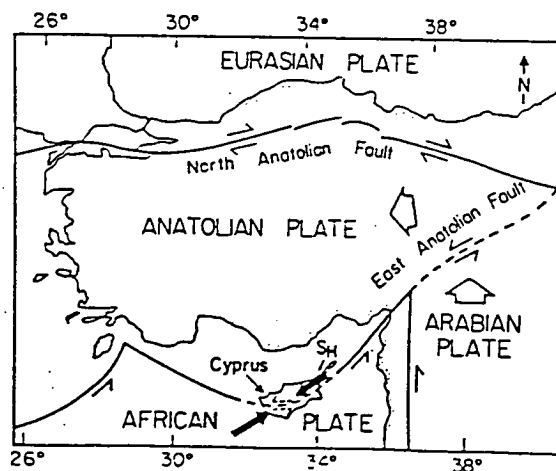 26° 30° 34° 38°
EURASIAN PLATE
N
North Anatolian Fault
ANATOLIAN PLATE
East Anatolian Fault
ARABIAN
PLATE
Cyprus
SH
AFRICAN PLATE
26° 30° 34° 38°